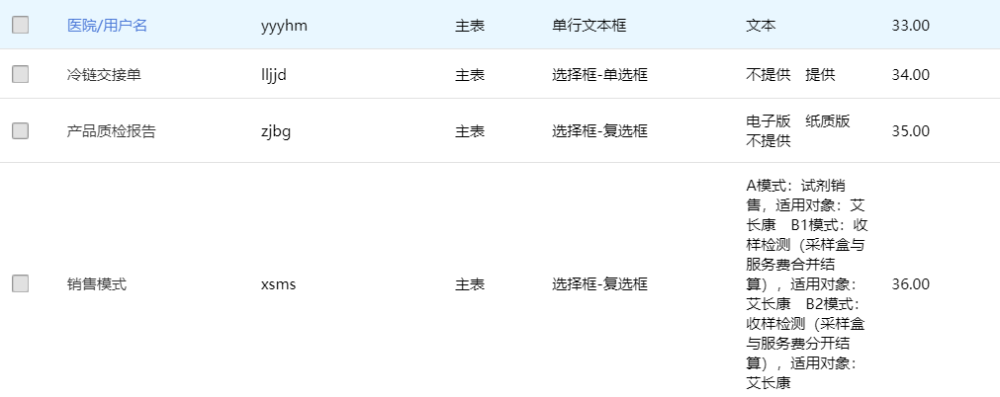 医院/用户名 yyyhm 主表 单行文本框 文本 33.00
冷链交接单 lljjd 主表 选择框-单选框 不提供 提供 34.00
产品质检报告 zjbg 主表 选择框-复选框 电子版 纸质版 35.00
不提供
销售模式 xsms 主表 选择框-复选框 36.00
A模式：试剂销
售，适用对象：艾
长康 B1模式：收
样检测（采样盒与
服务费合并结
算），适用对象：
艾长康 B2模式：
收样检测（采样盒
与服务费分开结
算），适用对象：
艾长康